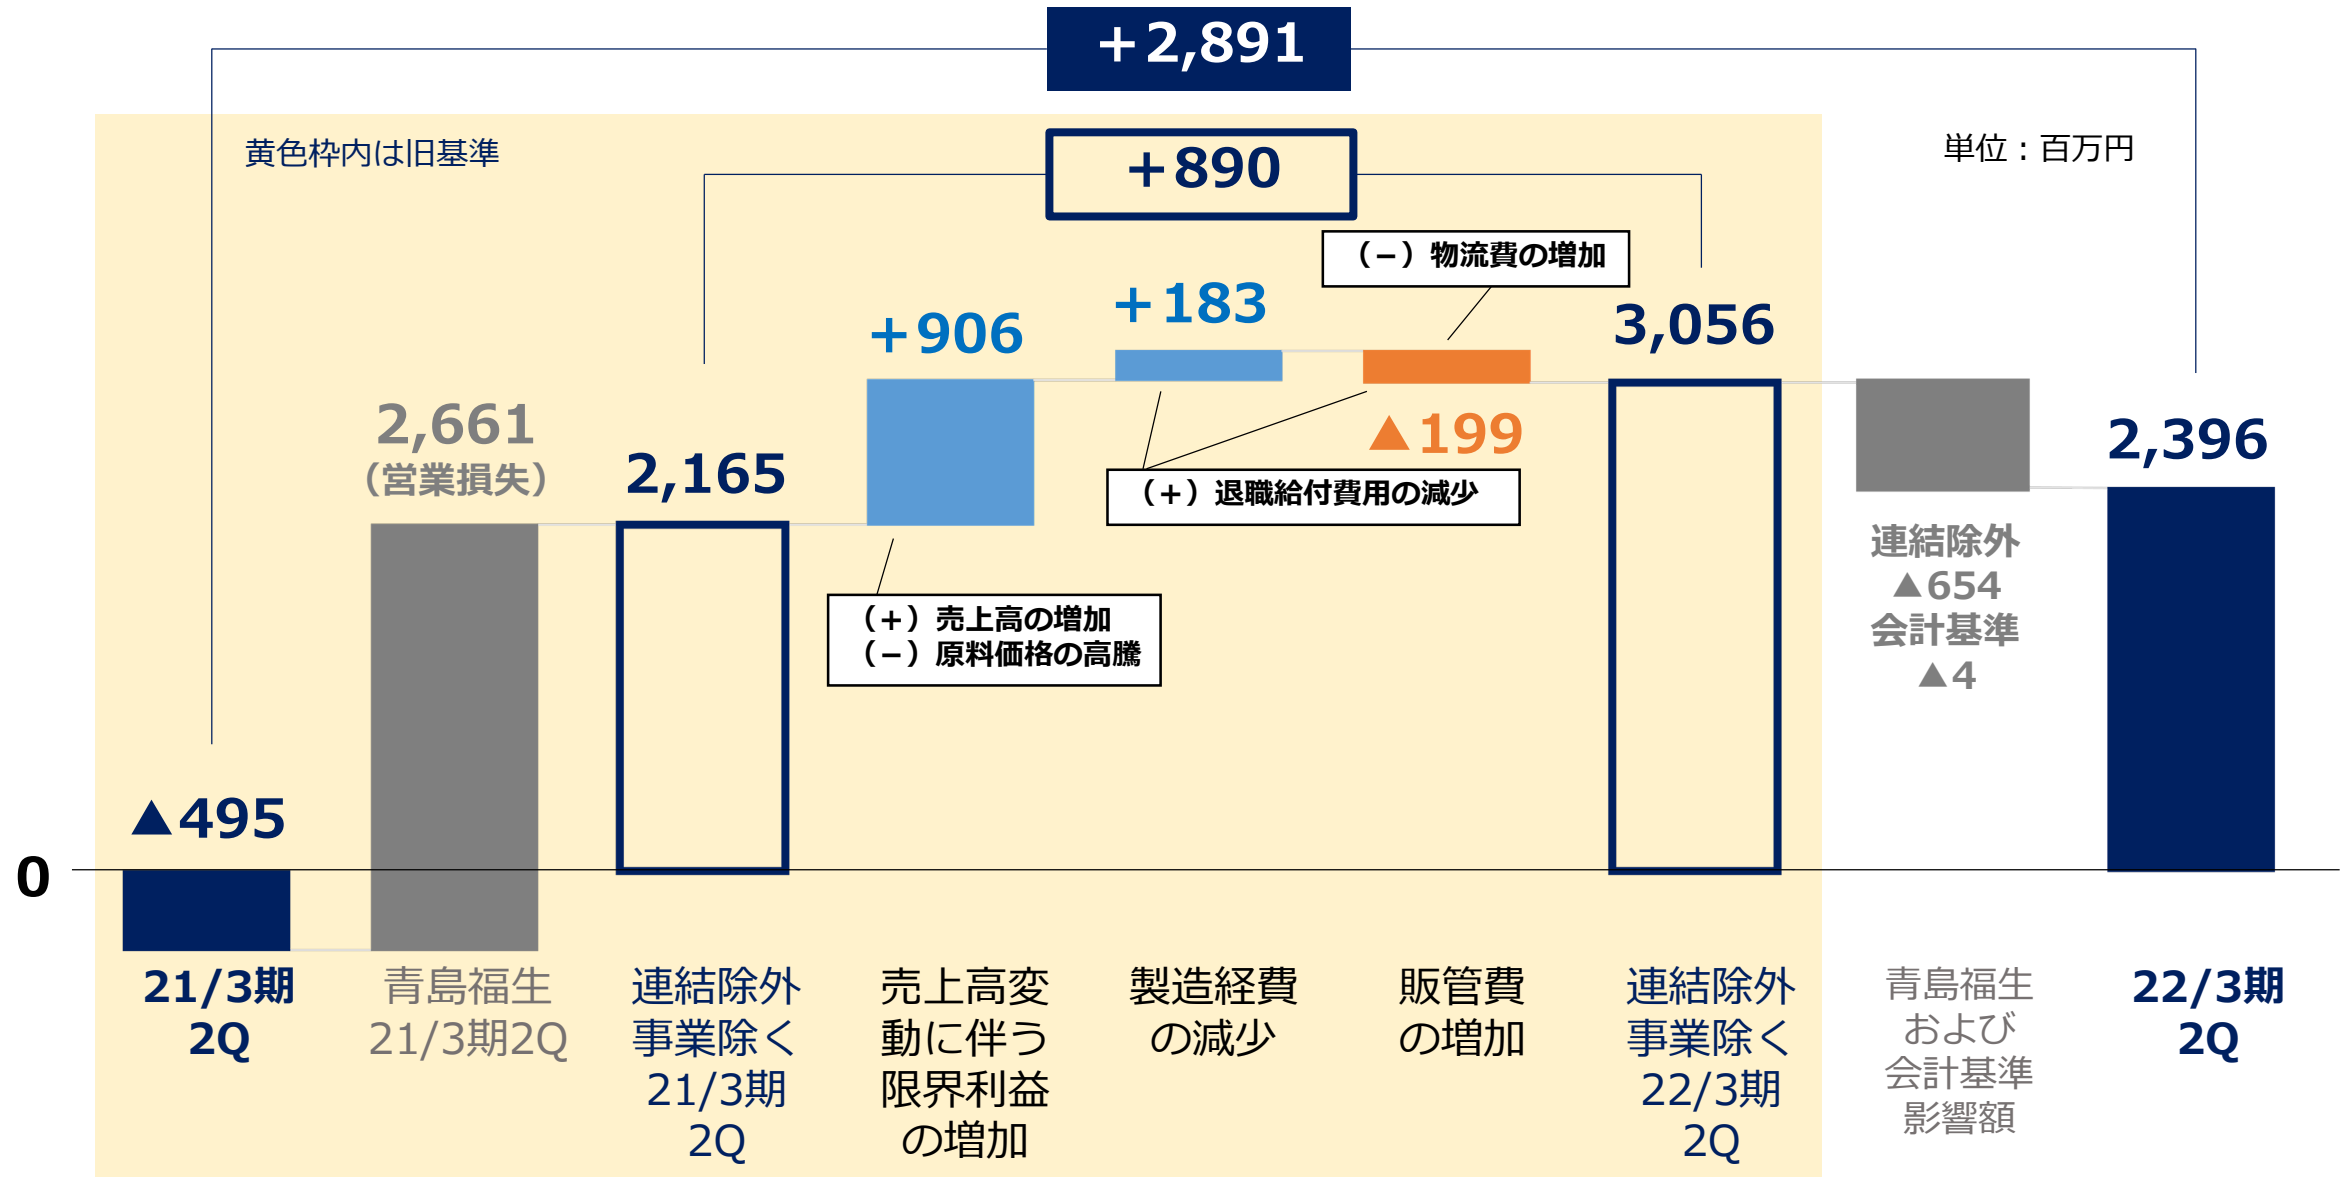 +2,891
黄色枠内は旧基準
単位：百万円
+890
（−）物流費の増加
+906
+183
3,056
2,661
（営業損失）
2,165
▲199
2,396
（+）退職給付費用の減少
連結除外
▲654
会計基準
▲4
（+）売上高の増加
（−）原料価格の高騰
▲495
0
21/3期
2Q
青島福生
21/3期2Q
連結除外
事業除く
21/3期
2Q
売上高変
動に伴う
限界利益
の増加
製造経費
の減少
販管費
の増加
連結除外
事業除く
22/3期
2Q
青島福生
および
会計基準
影響額
22/3期
2Q